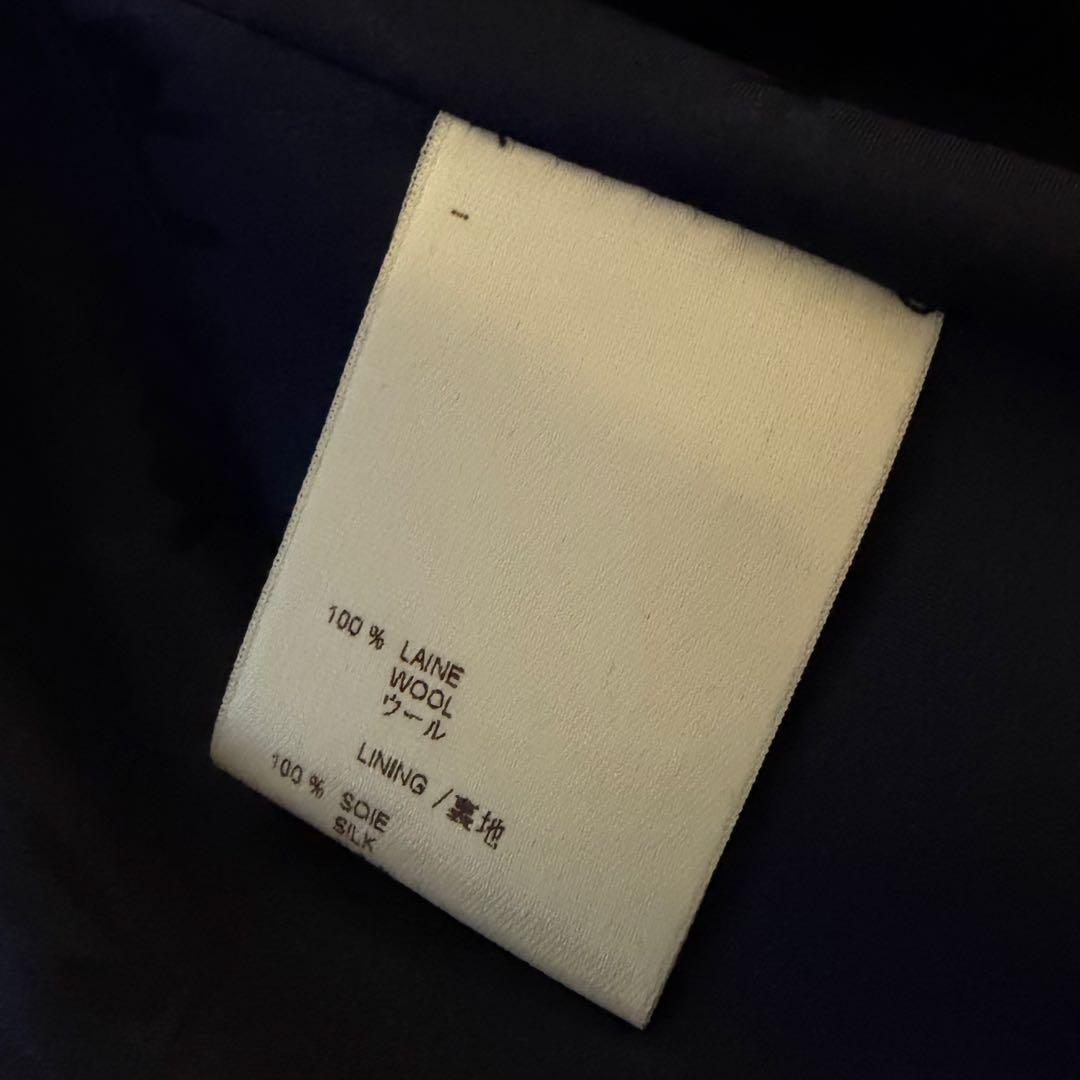 100 % LAINE
WOOL
ウール
LINING / 裏地
100 % SOIE
SILK